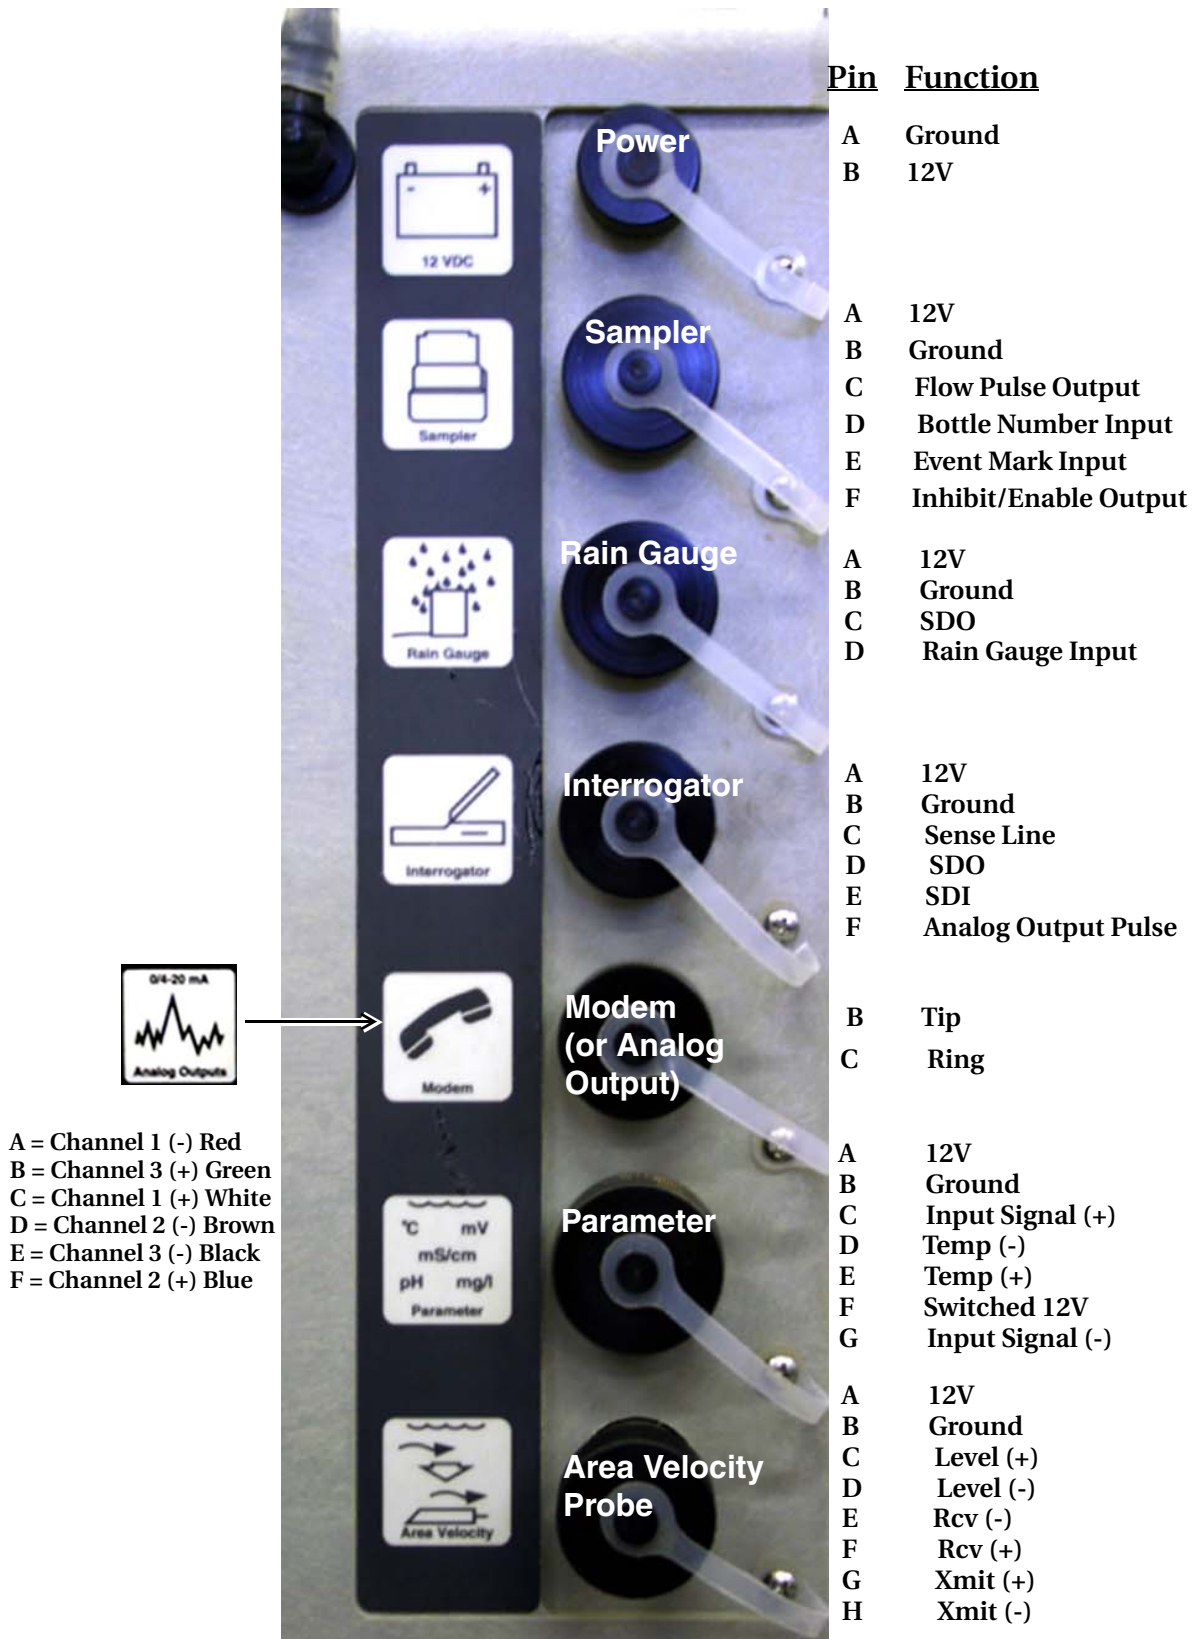 Pin Function
Power
A Ground
B 12V
- +
12 VDC
Sampler
A 12V
B Ground
C Flow Pulse Output
D Bottle Number Input
E Event Mark Input
F Inhibit/Enable Output
Sampler
Rain Gauge
A 12V
B Ground
C SDO
D Rain Gauge Input
Rain Gauge
Interrogator
A 12V
B Ground
C Sense Line
D SDO
E SDI
F Analog Output Pulse
Interrogator
0/4-20 mA
Analog Outputs
Modem
(or Analog
Output)
B Tip
C Ring
Modem
A = Channel 1 (-) Red
B = Channel 3 (+) Green
C = Channel 1 (+) White
D = Channel 2 (-) Brown
E = Channel 3 (-) Black
F = Channel 2 (+) Blue
Parameter
A 12V
B Ground
C Input Signal (+)
D Temp (-)
E Temp (+)
F Switched 12V
G Input Signal (-)
°C mV
mS/cm
pH mg/l
Parameter
Area Velocity
Probe
A 12V
B Ground
C Level (+)
D Level (-)
E Rcv (-)
F Rcv (+)
G Xmit (+)
H Xmit (-)
Area Velocity